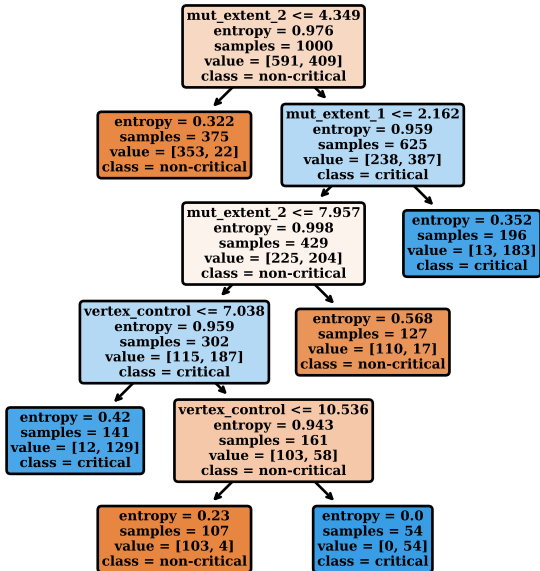 mut_extent_2 <= 4.349
entropy = 0.976
samples = 1000
value = [591, 409]
class = non-critical
entropy = 0.322
samples = 375
value = [353, 22]
class = non-critical
mut_extent_1 <= 2.162
entropy = 0.959
samples = 625
value = [238, 387]
class = critical
mut_extent_2 <= 7.957
entropy = 0.998
samples = 429
value = [225, 204]
class = non-critical
entropy = 0.352
samples = 196
value = [13, 183]
class = critical
vertex_control <= 7.038
entropy = 0.959
samples = 302
value = [115, 187]
class = critical
entropy = 0.568
samples = 127
value = [110, 17]
class = non-critical
entropy = 0.42
samples = 141
value = [12, 129]
class = critical
vertex_control <= 10.536
entropy = 0.943
samples = 161
value = [103, 58]
class = non-critical
entropy = 0.23
samples = 107
value = [103, 4]
class = non-critical
entropy = 0.0
samples = 54
value = [0, 54]
class = critical